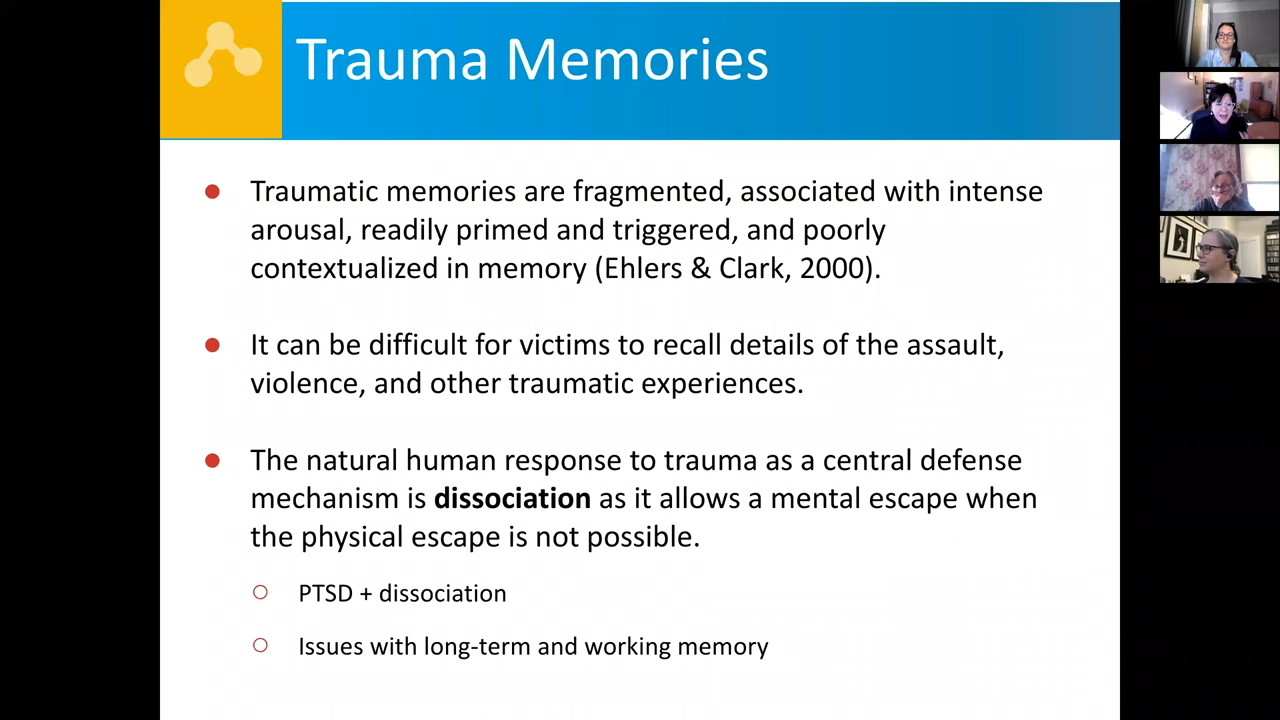 Trauma Memories
● Traumatic memories are fragmented, associated with intense
arousal, readily primed and triggered, and poorly
contextualized in memory (Ehlers & Clark, 2000).
● It can be difficult for victims to recall details of the assault,
violence, and other traumatic experiences.
● The natural human response to trauma as a central defense
mechanism is dissociation as it allows a mental escape when
the physical escape is not possible.
○ PTSD + dissociation
○ Issues with long-term and working memory